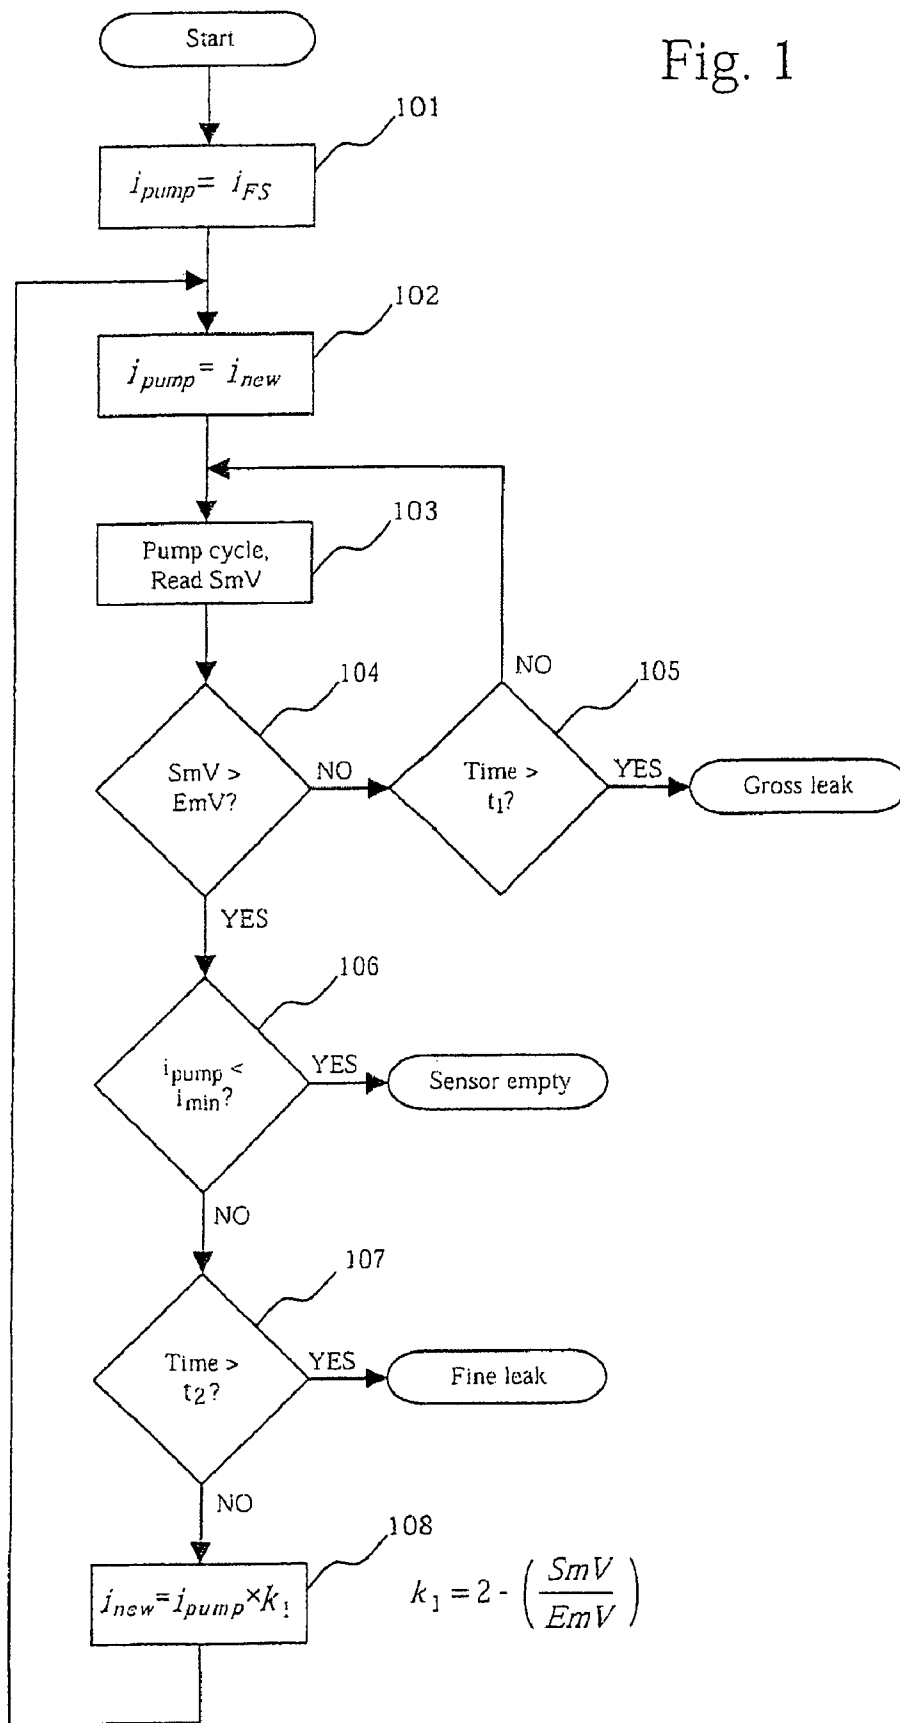 Start
Fig. 1
101
i_pump = i_FS
102
i_pump = i_new
103
Pump cycle,
Read SmV
104
SmV >
EmV?
NO
NO
105
Time >
t₁?
YES
Gross leak
YES
106
i_pump <
i_min?
YES
Sensor empty
NO
107
Time >
t₂?
YES
Fine leak
NO
108
i_new = i_pump × k₁
k₁ = 2 - (SmV / EmV)